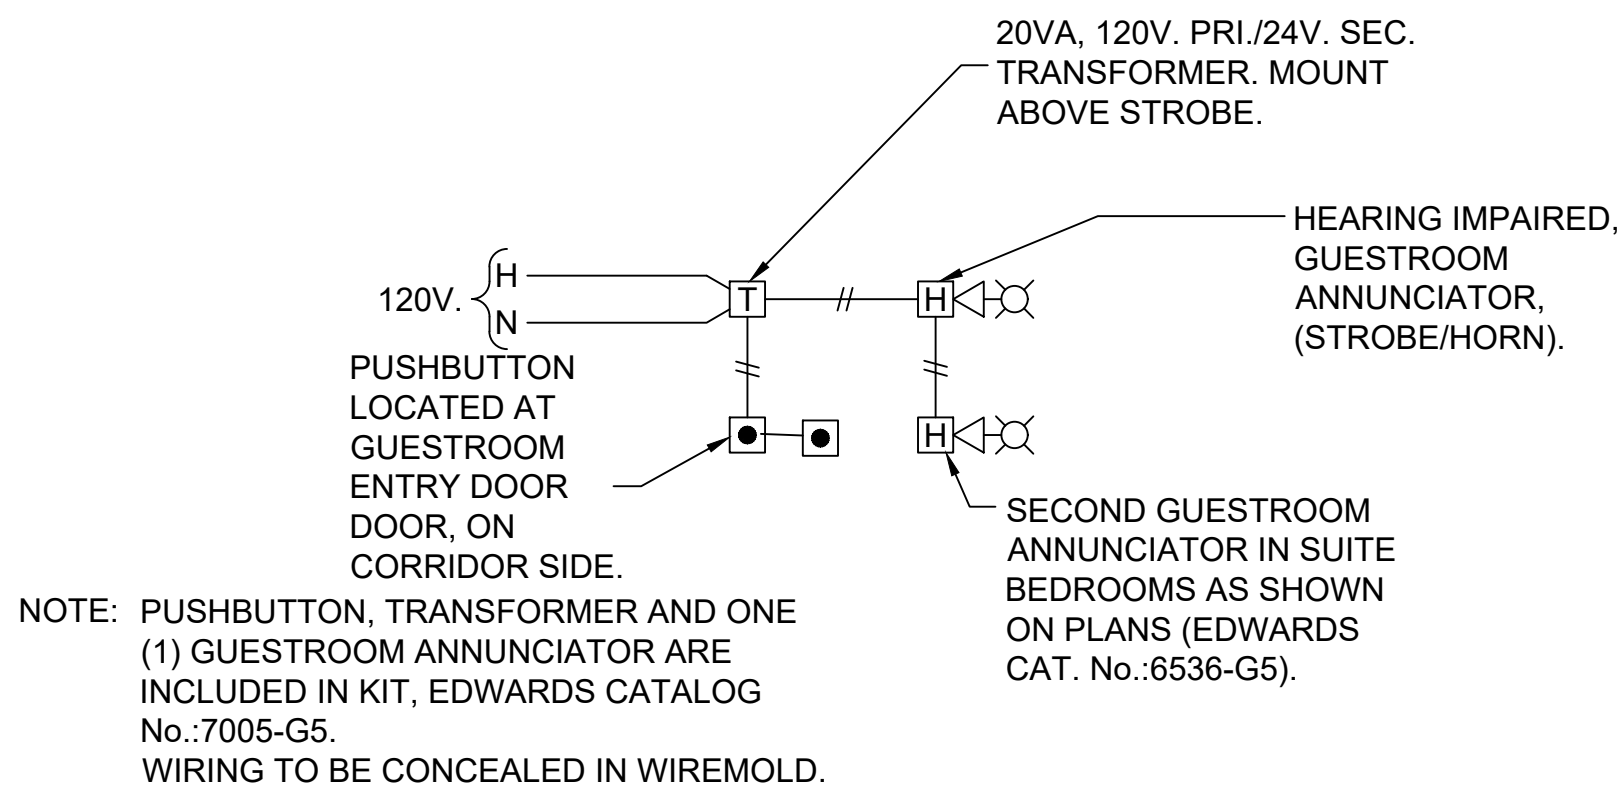 20VA, 120V. PRI./24V. SEC.
TRANSFORMER. MOUNT
ABOVE STROBE.
HEARING IMPAIRED,
GUESTROOM
ANNUNCIATOR,
(STROBE/HORN).
120V.
H
N
T
H
H
PUSHBUTTON
LOCATED AT
GUESTROOM
ENTRY DOOR
DOOR, ON
CORRIDOR SIDE.
SECOND GUESTROOM
ANNUNCIATOR IN SUITE
BEDROOMS AS SHOWN
ON PLANS (EDWARDS
CAT. No.:6536-G5).
NOTE: PUSHBUTTON, TRANSFORMER AND ONE
(1) GUESTROOM ANNUNCIATOR ARE
INCLUDED IN KIT, EDWARDS CATALOG
No.:7005-G5.
WIRING TO BE CONCEALED IN WIREMOLD.